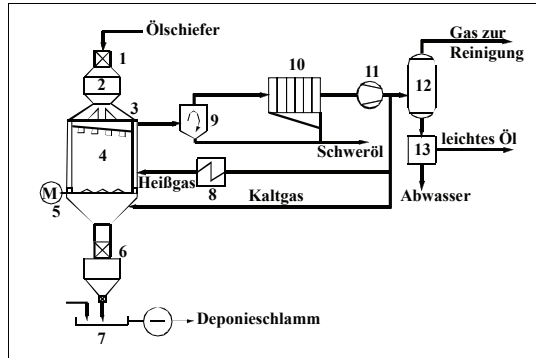 Ölschiefer
Gas zur
Reinigung
1
2
3
4
M
5
6
7
8
9
10
11
12
13
Schweröl
leichtes Öl
Heißgas
Kaltgas
Abwasser
Deponieschlamm